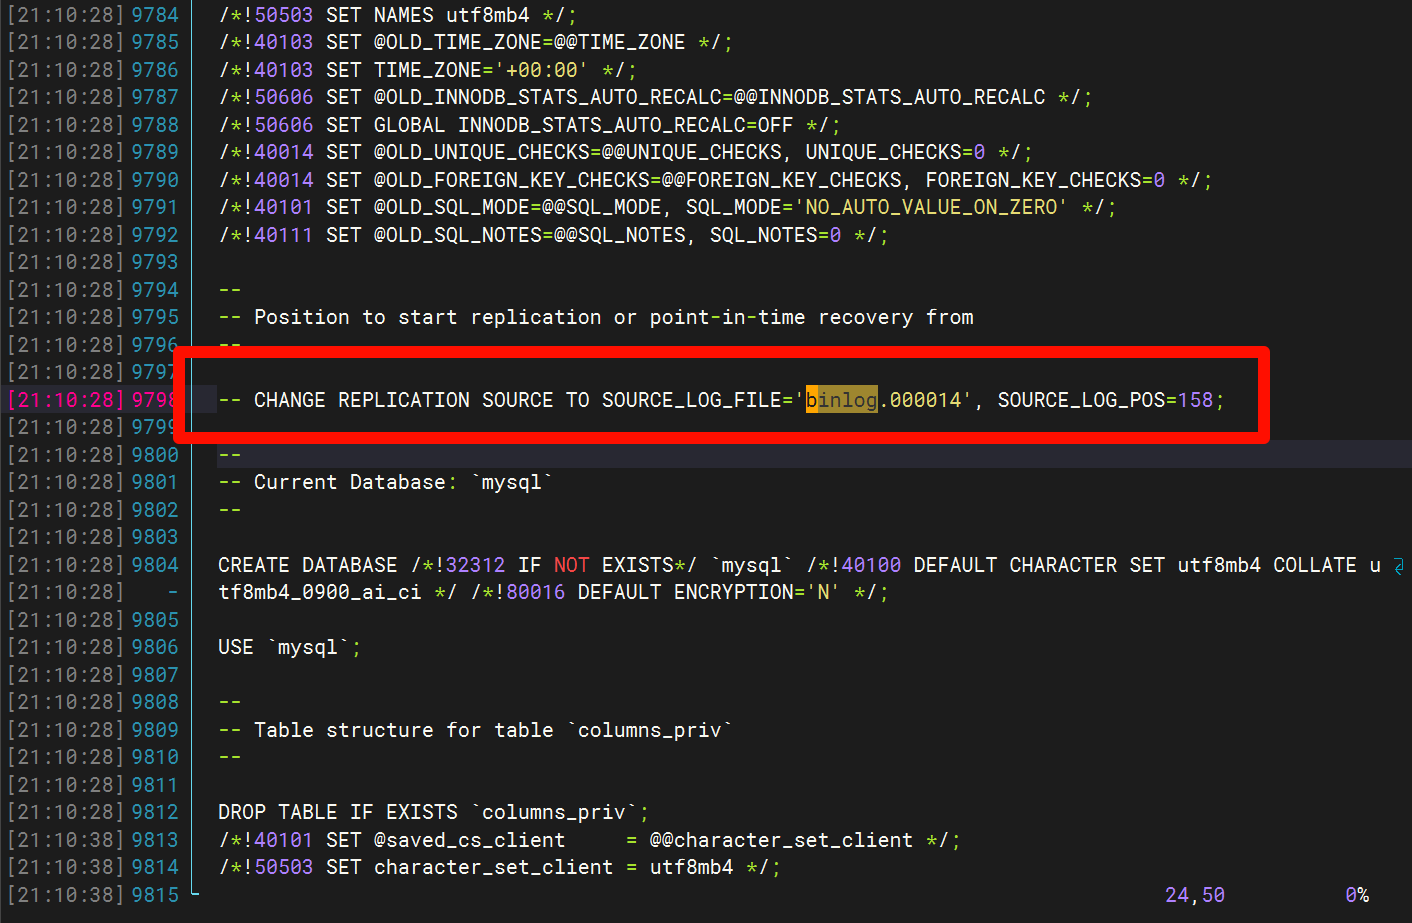 [21:10:28] 9784 /*!50503 SET NAMES utf8mb4 */;
[21:10:28] 9785 /*!40103 SET @OLD_TIME_ZONE=@@TIME_ZONE */;
[21:10:28] 9786 /*!40103 SET TIME_ZONE='+00:00' */;
[21:10:28] 9787 /*!50606 SET @OLD_INNODB_STATS_AUTO_RECALC=@@INNODB_STATS_AUTO_RECALC */;
[21:10:28] 9788 /*!50606 SET GLOBAL INNODB_STATS_AUTO_RECALC=OFF */;
[21:10:28] 9789 /*!40014 SET @OLD_UNIQUE_CHECKS=@@UNIQUE_CHECKS, UNIQUE_CHECKS=0 */;
[21:10:28] 9790 /*!40014 SET @OLD_FOREIGN_KEY_CHECKS=@@FOREIGN_KEY_CHECKS, FOREIGN_KEY_CHECKS=0 */;
[21:10:28] 9791 /*!40101 SET @OLD_SQL_MODE=@@SQL_MODE, SQL_MODE='NO_AUTO_VALUE_ON_ZERO' */;
[21:10:28] 9792 /*!40111 SET @OLD_SQL_NOTES=@@SQL_NOTES, SQL_NOTES=0 */;
[21:10:28] 9793
[21:10:28] 9794 --
[21:10:28] 9795 -- Position to start replication or point-in-time recovery from
[21:10:28] 9796 --
[21:10:28] 9797
[21:10:28] 9798 -- CHANGE REPLICATION SOURCE TO SOURCE_LOG_FILE='binlog.000014', SOURCE_LOG_POS=158;
[21:10:28] 9799
[21:10:28] 9800 --
[21:10:28] 9801 -- Current Database: `mysql`
[21:10:28] 9802 --
[21:10:28] 9803
[21:10:28] 9804 CREATE DATABASE /*!32312 IF NOT EXISTS*/ `mysql` /*!40100 DEFAULT CHARACTER SET utf8mb4 COLLATE u
[21:10:28] - tf8mb4_0900_ai_ci */ /*!80016 DEFAULT ENCRYPTION='N' */;
[21:10:28] 9805
[21:10:28] 9806 USE `mysql`;
[21:10:28] 9807
[21:10:28] 9808 --
[21:10:28] 9809 -- Table structure for table `columns_priv`
[21:10:28] 9810 --
[21:10:28] 9811
[21:10:28] 9812 DROP TABLE IF EXISTS `columns_priv`;
[21:10:38] 9813 /*!40101 SET @saved_cs_client     = @@character_set_client */;
[21:10:38] 9814 /*!50503 SET character_set_client = utf8mb4 */;
[21:10:38] 9815 24,50 0%